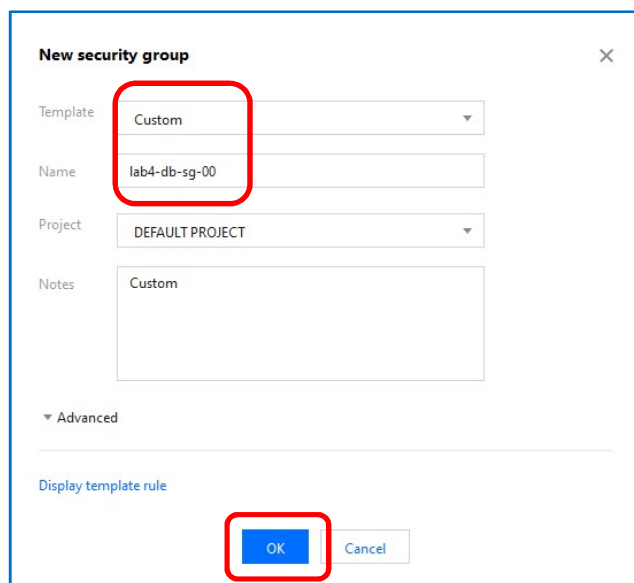 New security group
Template Custom
Name lab4-db-sg-00
Project DEFAULT PROJECT
Notes Custom
Advanced
Display template rule
OK Cancel